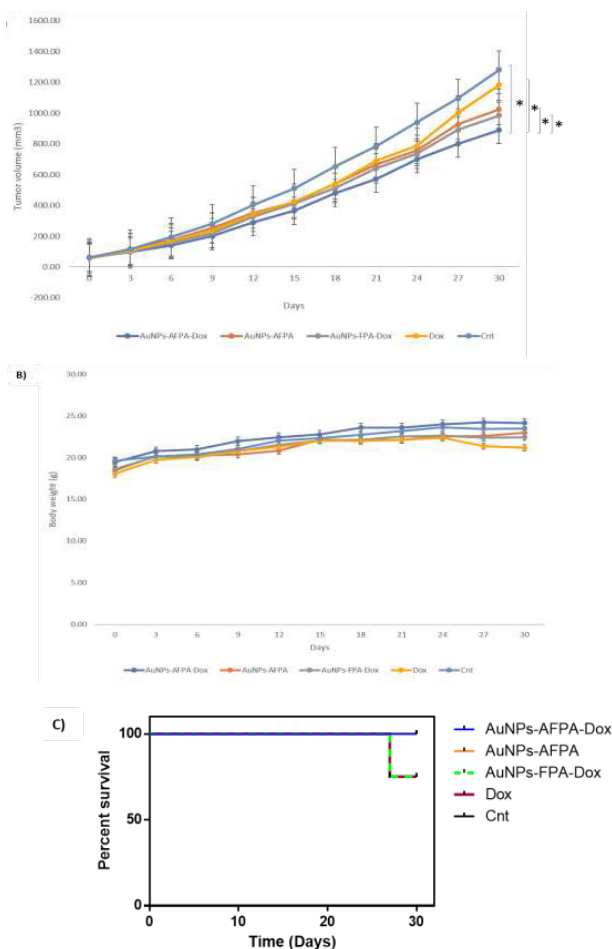 1600.00
1400.00
1200.00
1000.00
800.00
600.00
400.00
200.00
0.00
-200.00
Tumor volume (mm3)
0 3 6 9 12 15 18 21 24 27 30
Days
* * * *
AuNPs-AFPA-Dox AuNPs-AFPA AuNPs-FPA-Dox Dox Cnt
B)
30.00
25.00
20.00
15.00
10.00
5.00
0.00
Body weight (g)
0 3 6 9 12 15 18 21 24 27 30
Days
AuNPs-AFPA-Dox AuNPs-AFPA AuNPs-FPA-Dox Dox Cnt
C)
100
50
0
Percent survival
0 10 20 30
Time (Days)
AuNPs-AFPA-Dox
AuNPs-AFPA
AuNPs-FPA-Dox
Dox
Cnt